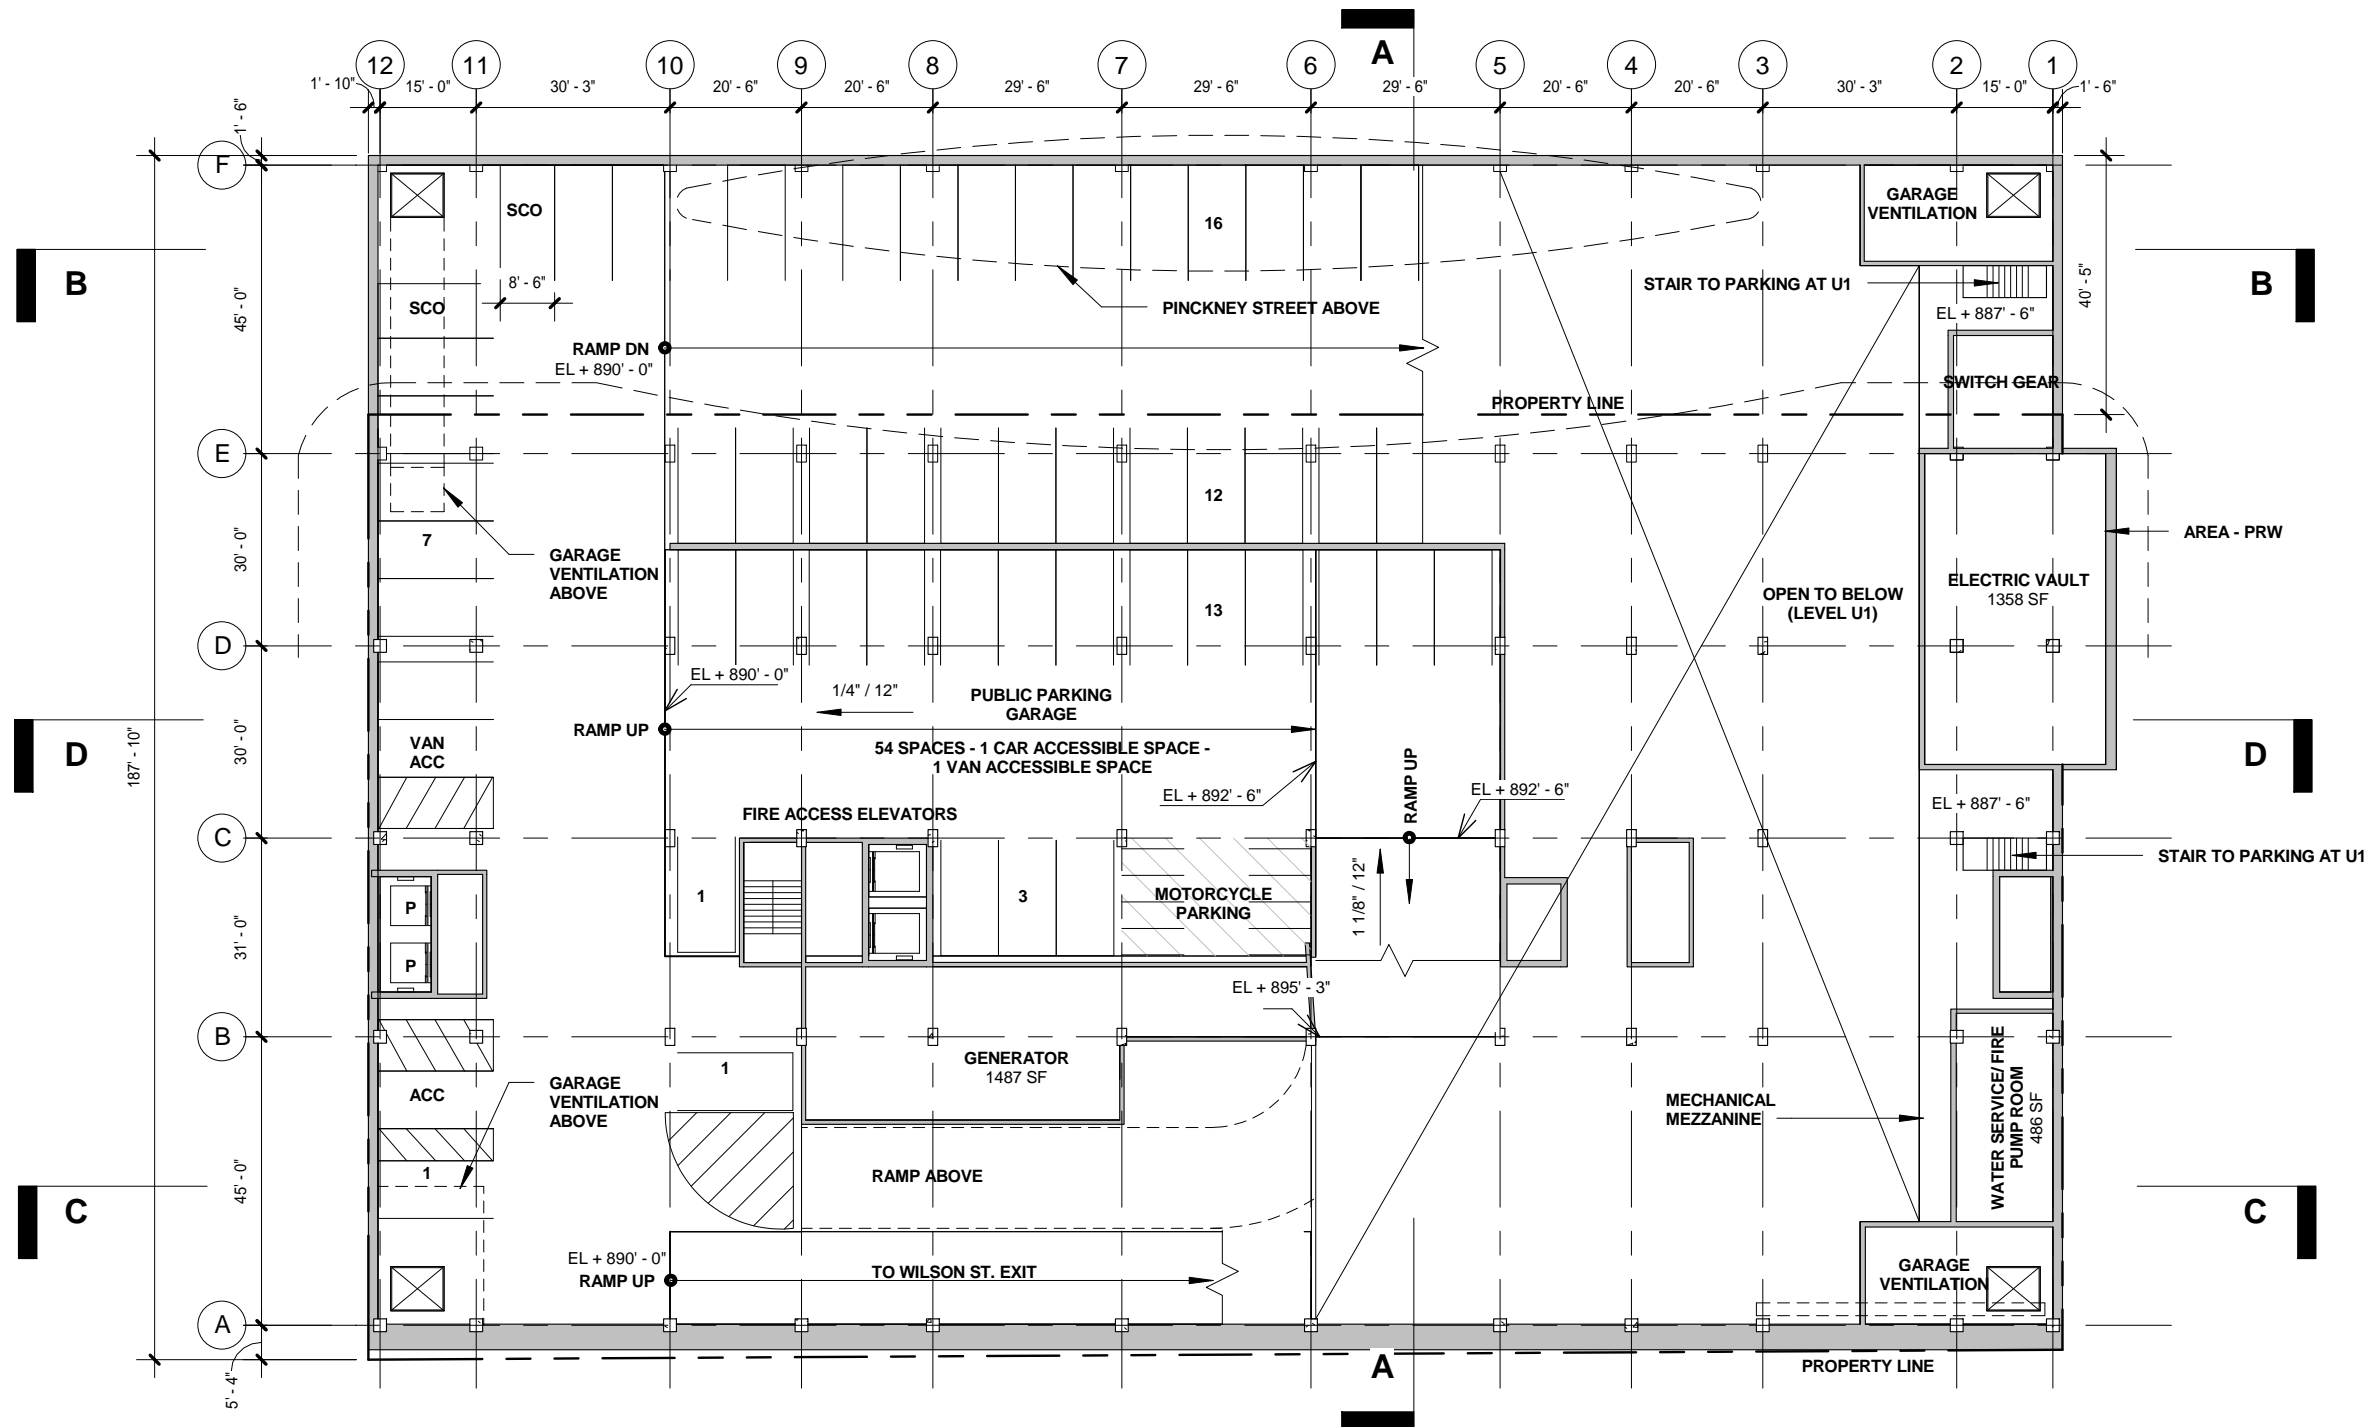 A
12
11
10
9
8
7
6
5
4
3
2
1
1' - 10"
15' - 0"
30' - 3"
20' - 6"
20' - 6"
29' - 6"
29' - 6"
29' - 6"
20' - 6"
20' - 6"
30' - 3"
15' - 0"
1' - 6"
1' - 6"
F
SCO
16
GARAGE
VENTILATION
B
8' - 6"
SCO
PINCKNEY STREET ABOVE
STAIR TO PARKING AT U1
EL + 887' - 6"
40' - 5"
B
45' - 0"
RAMP DN
EL + 890' - 0"
SWITCH GEAR
PROPERTY LINE
E
12
7
GARAGE
VENTILATION
ABOVE
AREA - PRW
30' - 0"
ELECTRIC VAULT
1358 SF
OPEN TO BELOW
(LEVEL U1)
13
D
EL + 890' - 0"
1/4" / 12"
PUBLIC PARKING
GARAGE
RAMP UP
54 SPACES - 1 CAR ACCESSIBLE SPACE -
1 VAN ACCESSIBLE SPACE
D
187' - 10"
30' - 0"
VAN
ACC
RAMP UP
EL + 892' - 6"
EL + 892' - 6"
D
EL + 887' - 6"
FIRE ACCESS ELEVATORS
C
STAIR TO PARKING AT U1
1
3
MOTORCYCLE
PARKING
1 1/8" / 12"
P
P
31' - 0"
EL + 895' - 3"
B
GENERATOR
1487 SF
1
GARAGE
VENTILATION
ABOVE
ACC
MECHANICAL
MEZZANINE
WATER SERVICE/ FIRE
PUMP ROOM
486 SF
1
RAMP ABOVE
C
45' - 0"
C
EL + 890' - 0"
RAMP UP
TO WILSON ST. EXIT
GARAGE
VENTILATION
A
5' - 4"
A
PROPERTY LINE